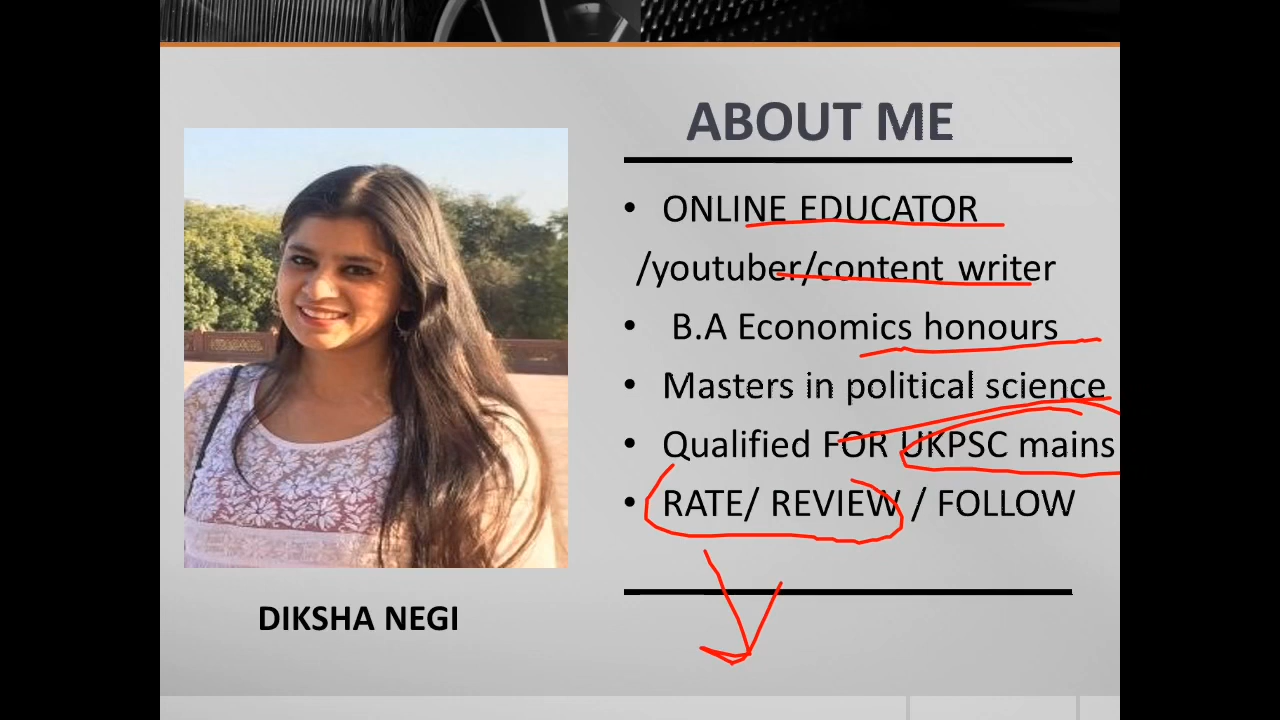 ABOUT ME
• ONLINE EDUCATOR
/youtuber/content writer
• B.A Economics honours
• Masters in political science
• Qualified FOR UKPSC mains
• RATE/ REVIEW / FOLLOW
DIKSHA NEGI